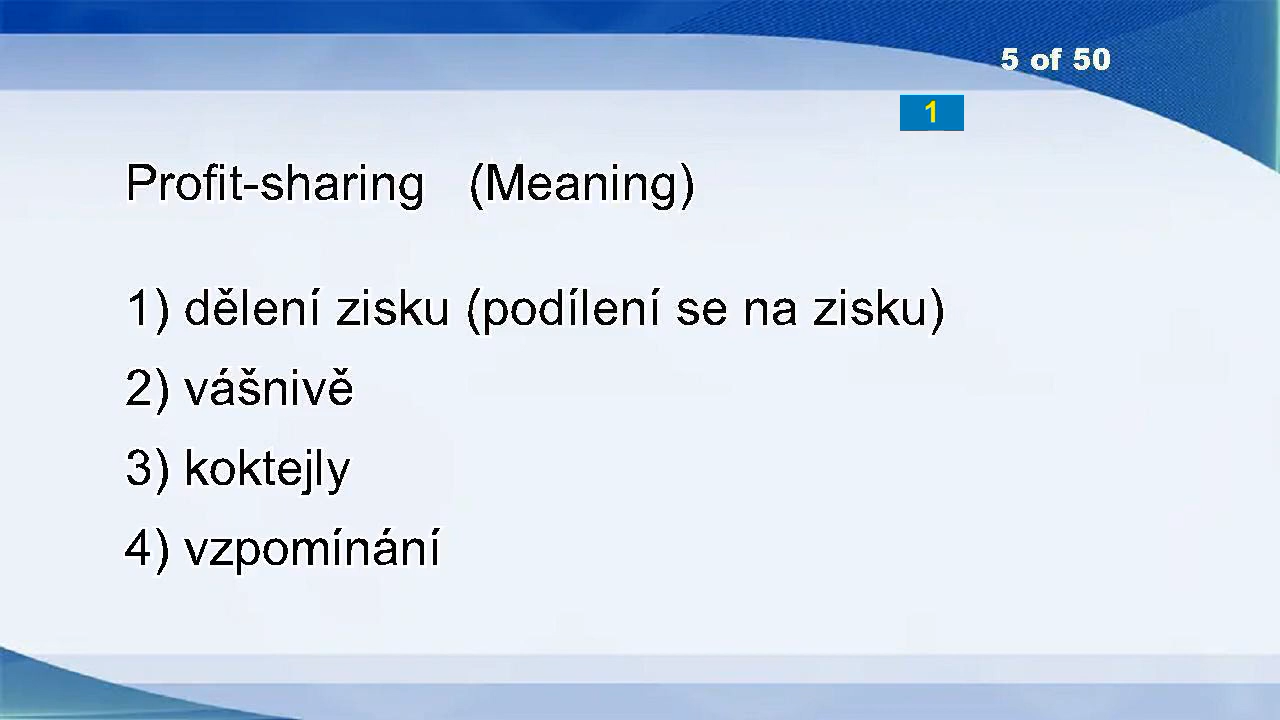 5 of 50
1
Profit-sharing (Meaning)
1) dělení zisku (podílení se na zisku)
2) vášnivě
3) koktejly
4) vzpomínání